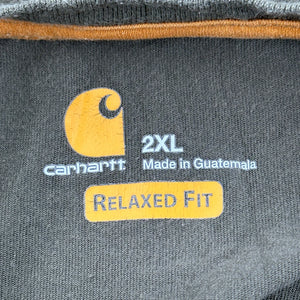 2XL
carhartt
Made in Guatemala
RELAXED FIT